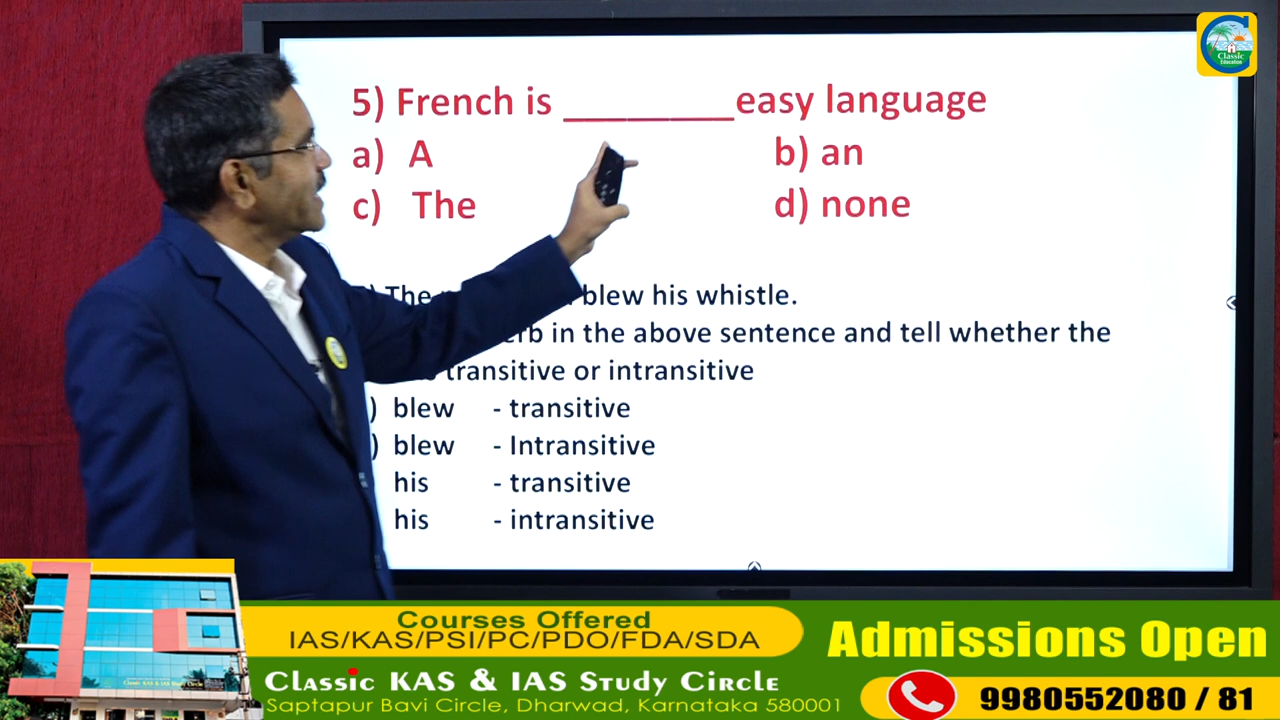 Classic
Education
5) French is ________ easy language
a) A b) an
c) The d) none
The blew his whistle.
in the above sentence and tell whether the
transitive or intransitive
) blew - transitive
) blew - Intransitive
his - transitive
his - intransitive
Courses Offered
IAS/KAS/PSI/PC/PDO/FDA/SDA
Classic KAS & IAS Study Circle
Saptapur Bavi Circle, Dharwad, Karnataka 580001
Admissions Open
9980552080 / 81